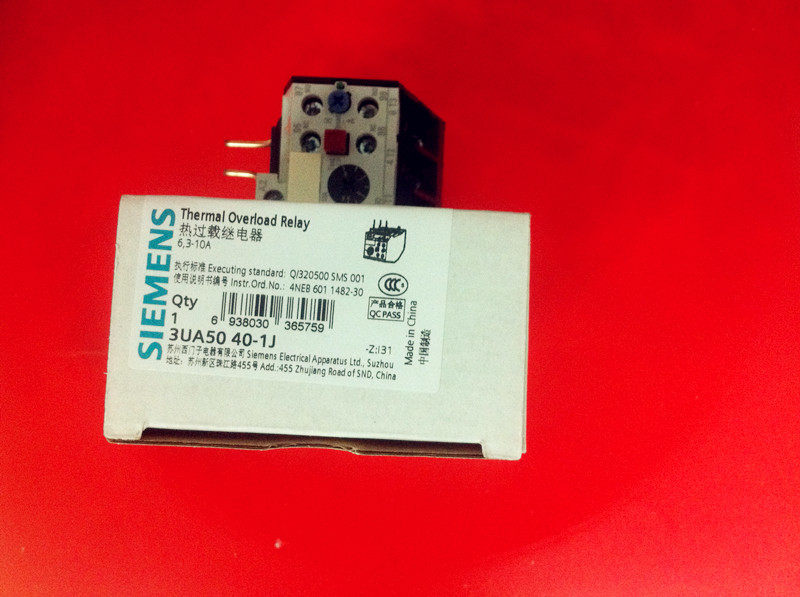 SIEMENS
Thermal Overload Relay
热过载继电器
6,3-10A
执行标准 Executing standard: Q/320500 SMS 001
使用说明书编号 Instr.Ord.No.: 4NEB 601 1482-30
CCC
产品合格
QC PASS
Qty
1
6 938030 365759
3UA50 40-1J
-Z:I31
苏州西门子电器有限公司 Siemens Electrical Apparatus Ltd., Suzhou
地址: 苏州新区珠江路455号 Add.:455 Zhujiang Road of SND, China
Made in China
中国制造